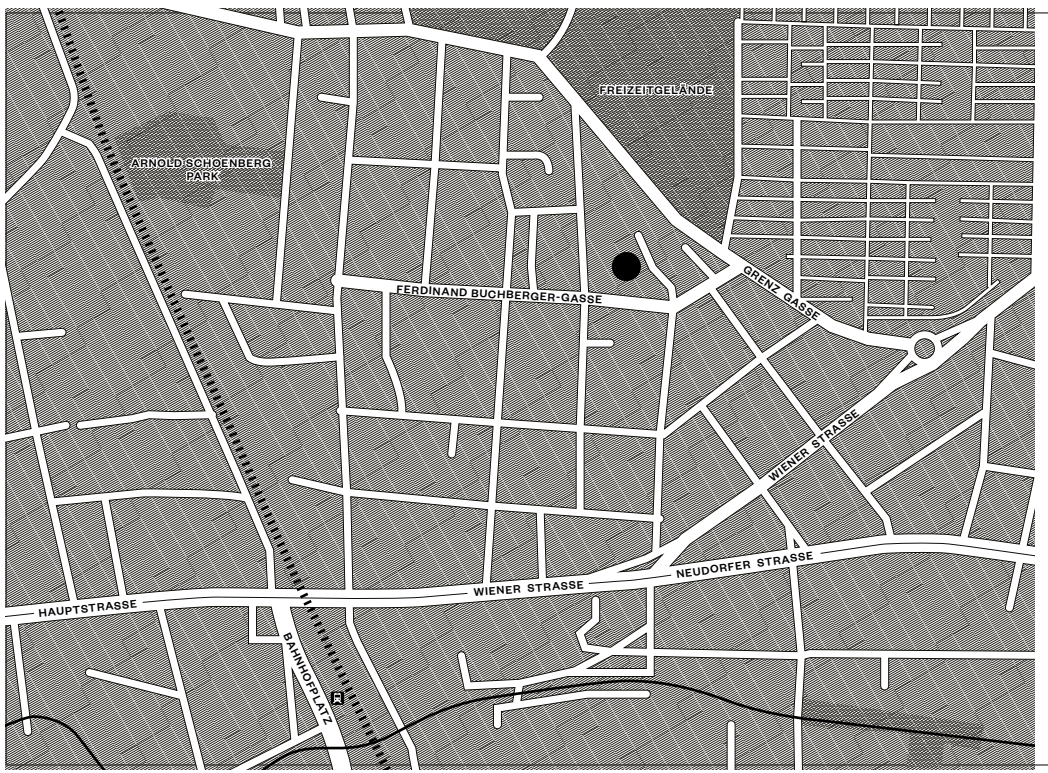 FREIZEITGELÄNDE
ARNOLD SCHOENBERG
PARK
GRENZ GASSE
FERDINAND BUCHBERGER-GASSE
WIENER STRASSE
NEUDORFER STRASSE
WIENER STRASSE
HAUPTSTRASSE
BAHNHOFPLATZ